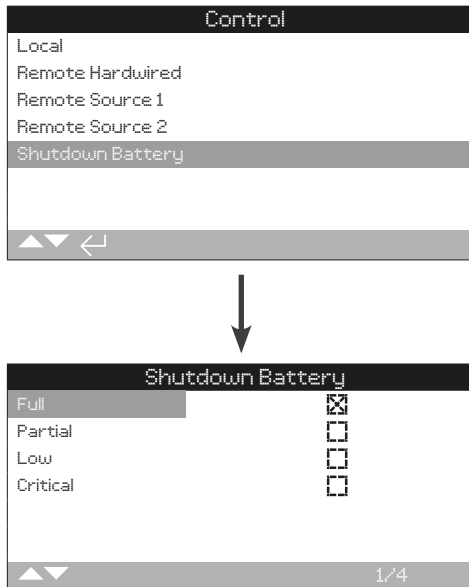 Control
Local
Remote Hardwired
Remote Source 1
Remote Source 2
Shutdown Battery
Shutdown Battery
Full
Partial
Low
Critical
1/4